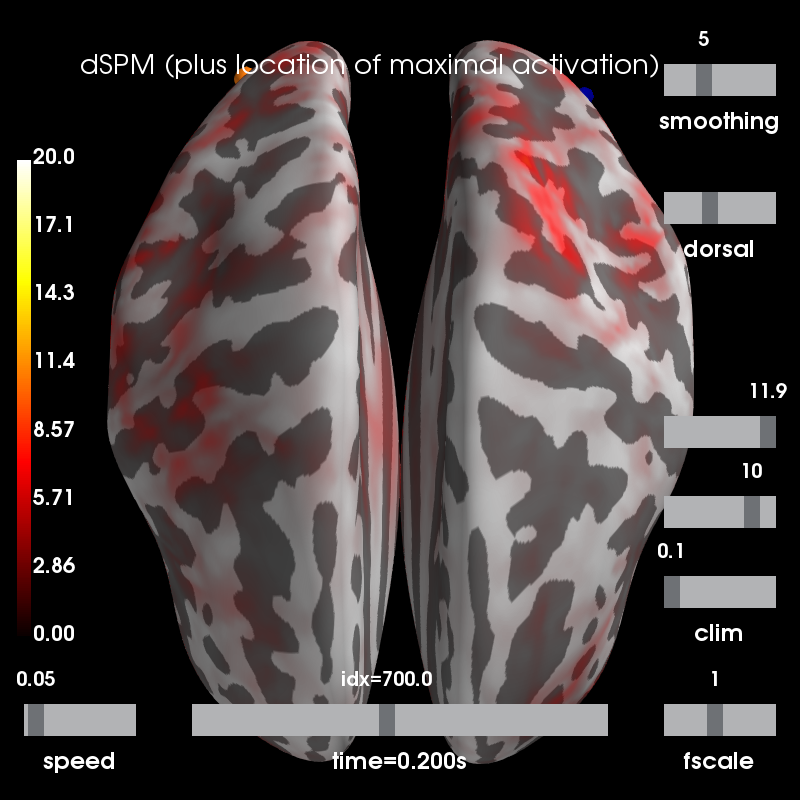 5
dSPM (plus location of maximal activation)
smoothing
20.0
17.1
dorsal
14.3
11.4
11.9
8.57
10
5.71
0.1
2.86
0.00
clim
0.05
idx=700.0
1
speed
time=0.200s
fscale